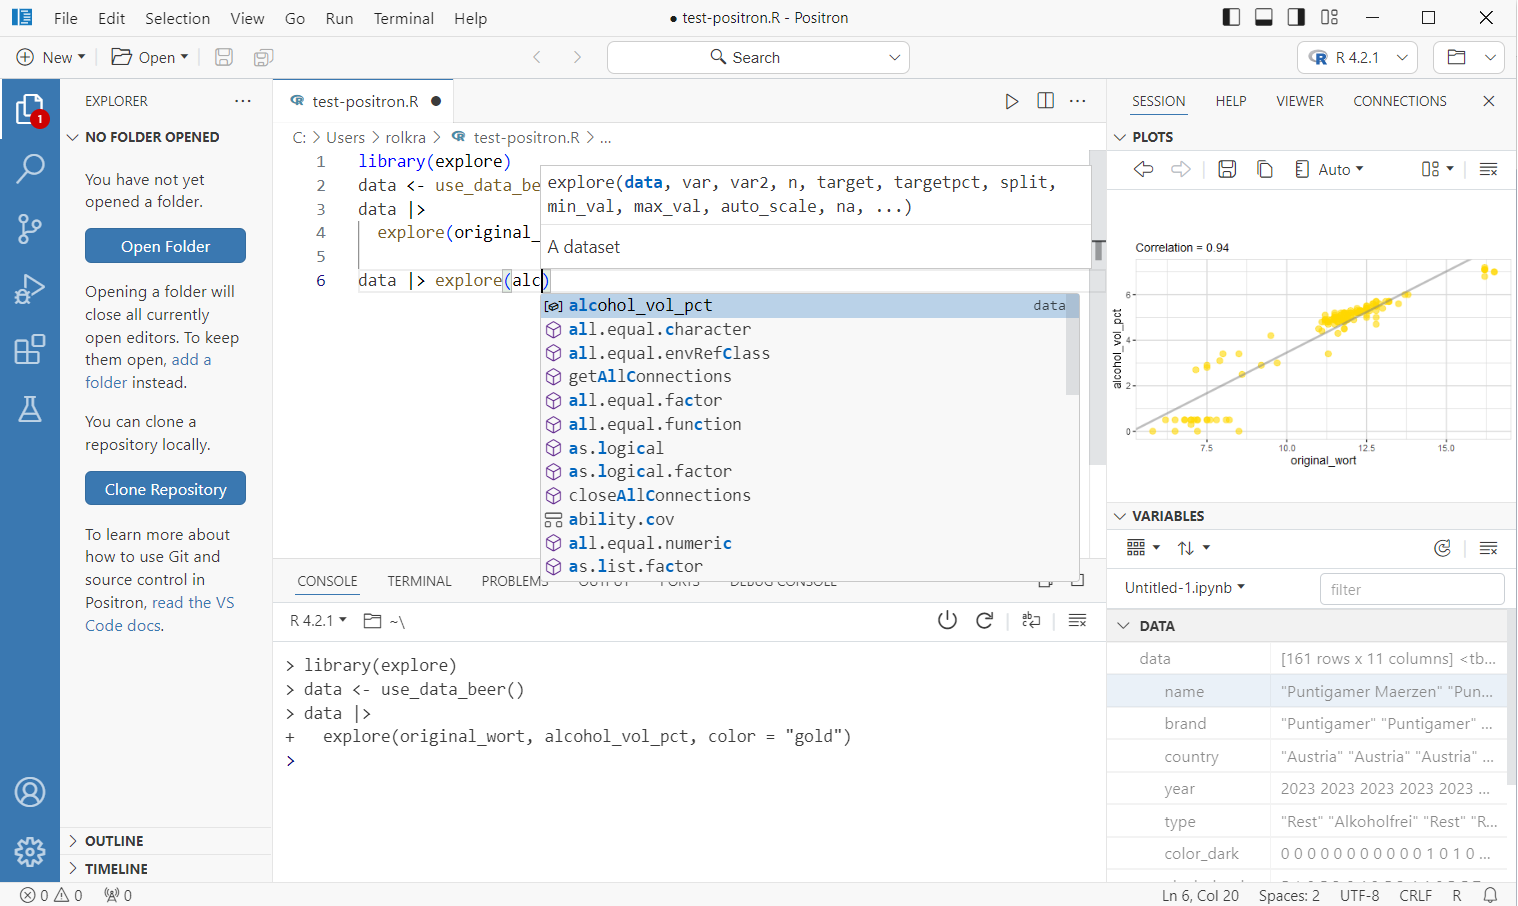 File Edit Selection View Go Run Terminal Help
● test-positron.R - Positron
New Open Search R 4.2.1
1
EXPLORER ···
NO FOLDER OPENED
You have not yet
opened a folder.
Open Folder
Opening a folder will
close all currently
open editors. To keep
them open, add a
folder instead.
You can clone a
repository locally.
Clone Repository
To learn more about
how to use Git and
source control in
Positron, read the VS
Code docs.
OUTLINE
TIMELINE
test-positron.R ●
C: > Users > rolkra > test-positron.R > ...
1 library(explore)
2 data <- use_data_be
3 data |>
4 explore(original_
5
6 data |> explore(alc)
explore(data, var, var2, n, target, targetpct, split,
min_val, max_val, auto_scale, na, ...)
A dataset
alcohol_vol_pct data
all.equal.character
all.equal.envRefClass
getAllConnections
all.equal.factor
all.equal.function
as.logical
as.logical.factor
closeAllConnections
ability.cov
all.equal.numeric
as.list.factor
CONSOLE TERMINAL PROBLEMS OUTPUT PORTS DEBUG CONSOLE
R 4.2.1 ~\
> library(explore)
> data <- use_data_beer()
> data |>
+ explore(original_wort, alcohol_vol_pct, color = "gold")
>
SESSION HELP VIEWER CONNECTIONS
PLOTS
Auto
Correlation = 0.94
alcohol_vol_pct
6
4
2
0
7.5 10.0 12.5 15.0
original_wort
VARIABLES
Untitled-1.ipynb filter
DATA
data [161 rows x 11 columns] <tb...
name "Puntigamer Maerzen" "Pun...
brand "Puntigamer" "Puntigamer" ...
country "Austria" "Austria" "Austria" ...
year 2023 2023 2023 2023 2023 ...
type "Rest" "Alkoholfrei" "Rest" "R...
color_dark 0 0 0 0 0 0 0 0 0 0 0 1 0 1 0 ...
0 0 0 Ln 6, Col 20 Spaces: 2 UTF-8 CRLF R